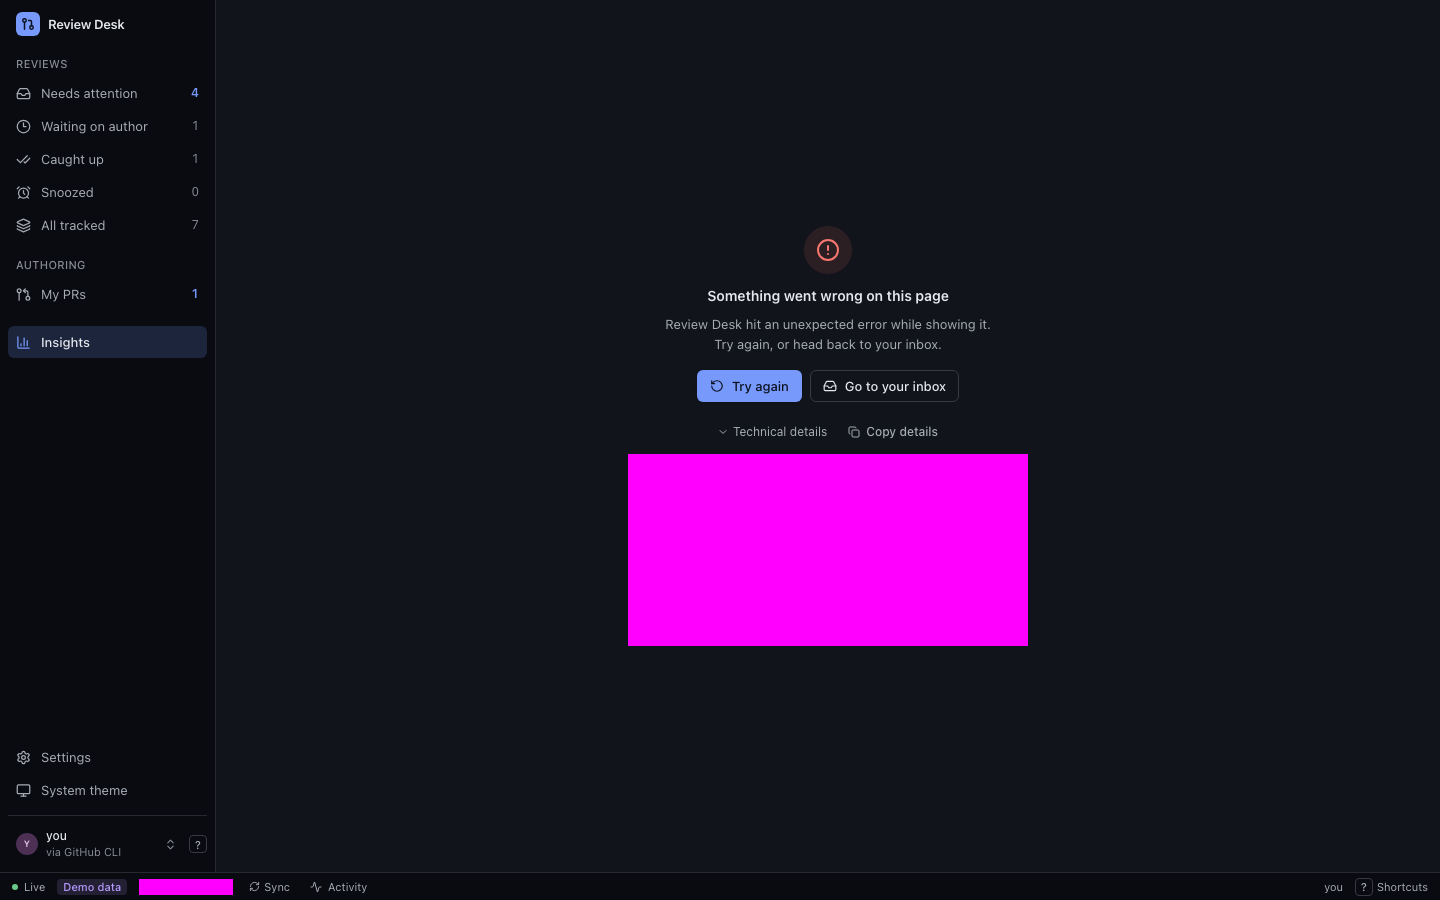 Review Desk
REVIEWS
Needs attention 4
Waiting on author 1
Caught up 1
Snoozed 0
All tracked 7
AUTHORING
My PRs 1
Insights
Settings
System theme
Y
you
via GitHub CLI
?
Something went wrong on this page
Review Desk hit an unexpected error while showing it.
Try again, or head back to your inbox.
Try again
Go to your inbox
Technical details
Copy details
Live
Demo data
Sync
Activity
you
? Shortcuts